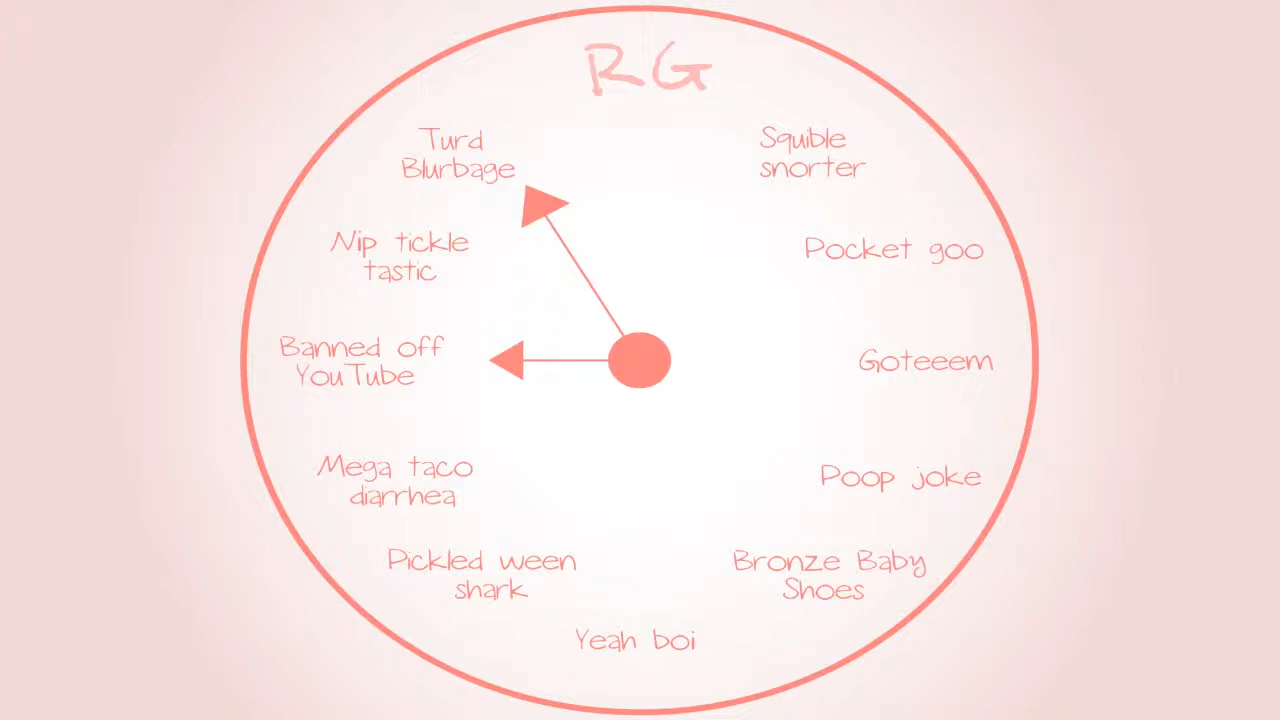 RG
Turd
Blurbage
Squible
snorter
Nip tickle
tastic
Pocket goo
Banned off
YouTube
Goteeem
Mega taco
diarrhea
Poop joke
Pickled ween
shark
Bronze Baby
Shoes
Yeah boi